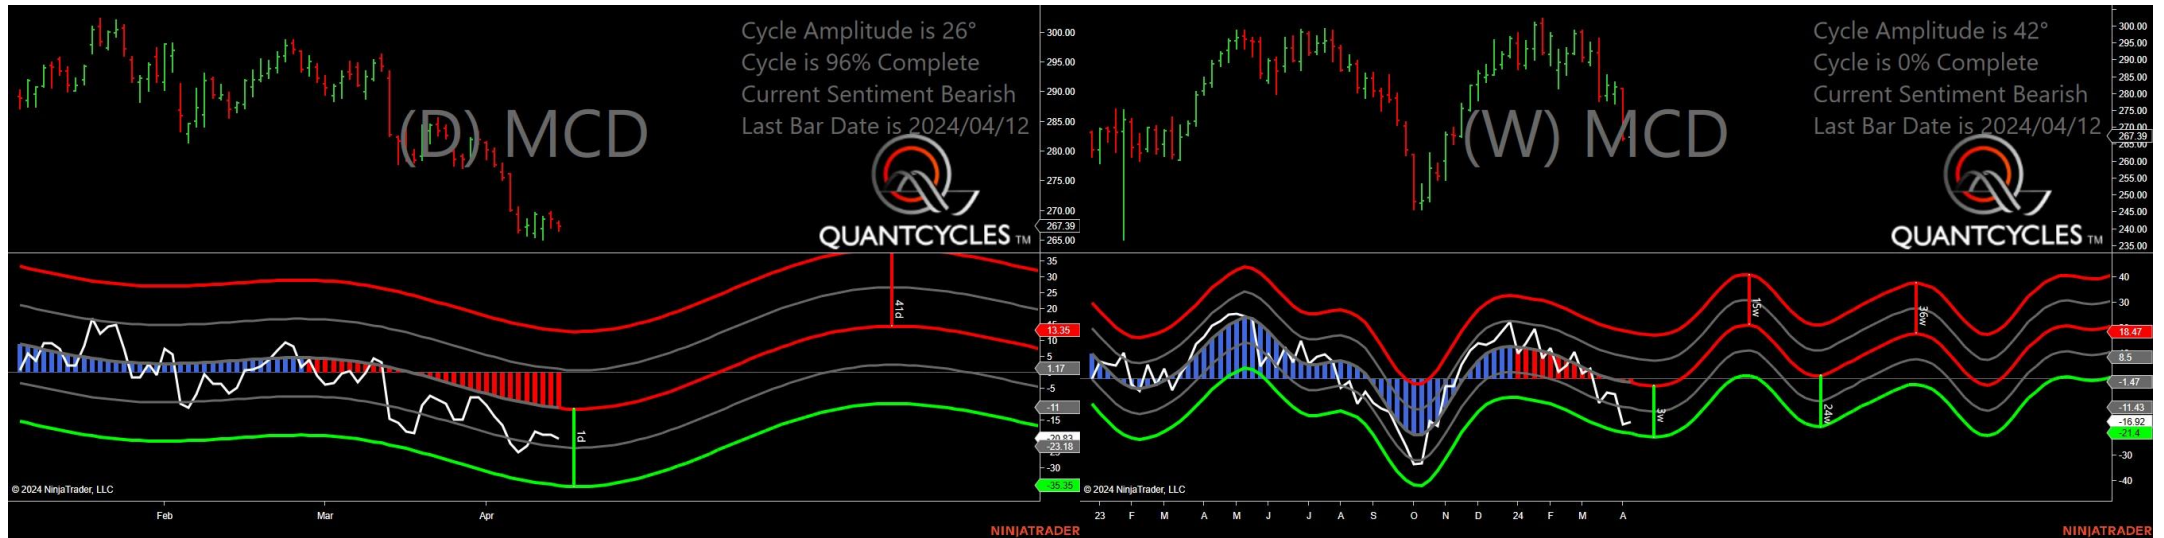 Cycle Amplitude is 26°
Cycle is 96% Complete
Current Sentiment Bearish
Last Bar Date is 2024/04/12
(D) MCD
QUANTCYCLES TM
300.00
295.00
290.00
285.00
280.00
275.00
270.00
267.39
265.00
35
30
25
20
13.35
10
5
1.17
-5
-11
-15
-20.83
-23.18
-30
-35.35
41d
1d
© 2024 NinjaTrader, LLC
Feb
Mar
Apr
NINJATRADER
Cycle Amplitude is 42°
Cycle is 0% Complete
Current Sentiment Bearish
Last Bar Date is 2024/04/12
(W) MCD
QUANTCYCLES TM
300.00
295.00
290.00
285.00
280.00
275.00
270.00
267.39
265.00
260.00
255.00
250.00
245.00
240.00
235.00
40
30
18.47
8.5
-1.47
-11.43
-16.92
-21.4
-30
-40
15w
36w
3w
24w
© 2024 NinjaTrader, LLC
23
F
M
A
M
J
J
A
S
O
N
D
24
F
M
A
NINJATRADER